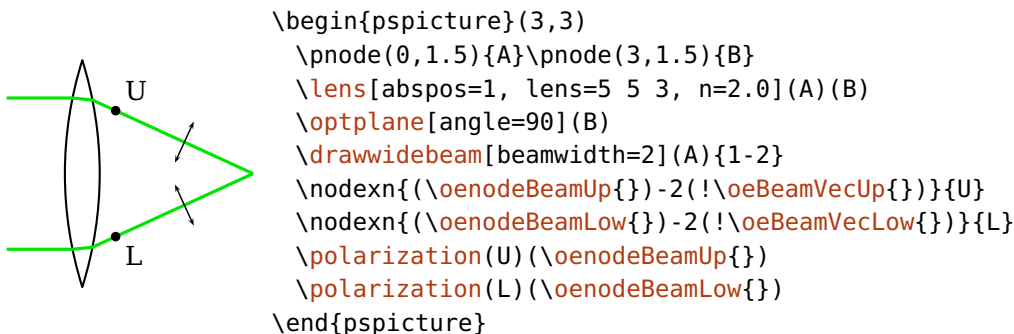 U
L
\begin{pspicture}(3,3)
  \pnode(0,1.5){A}\pnode(3,1.5){B}
  \lens[abspos=1, lens=5 5 3, n=2.0](A)(B)
  \optplane[angle=90](B)
  \drawwidebeam[beamwidth=2](A){1-2}
  \nodexn{(\oenodeBeamUp{})-2(!\oeBeamVecUp{})}{U}
  \nodexn{(\oenodeBeamLow{})-2(!\oeBeamVecLow{})}{L}
  \polarization(U)(\oenodeBeamUp{})
  \polarization(L)(\oenodeBeamLow{})
\end{pspicture}